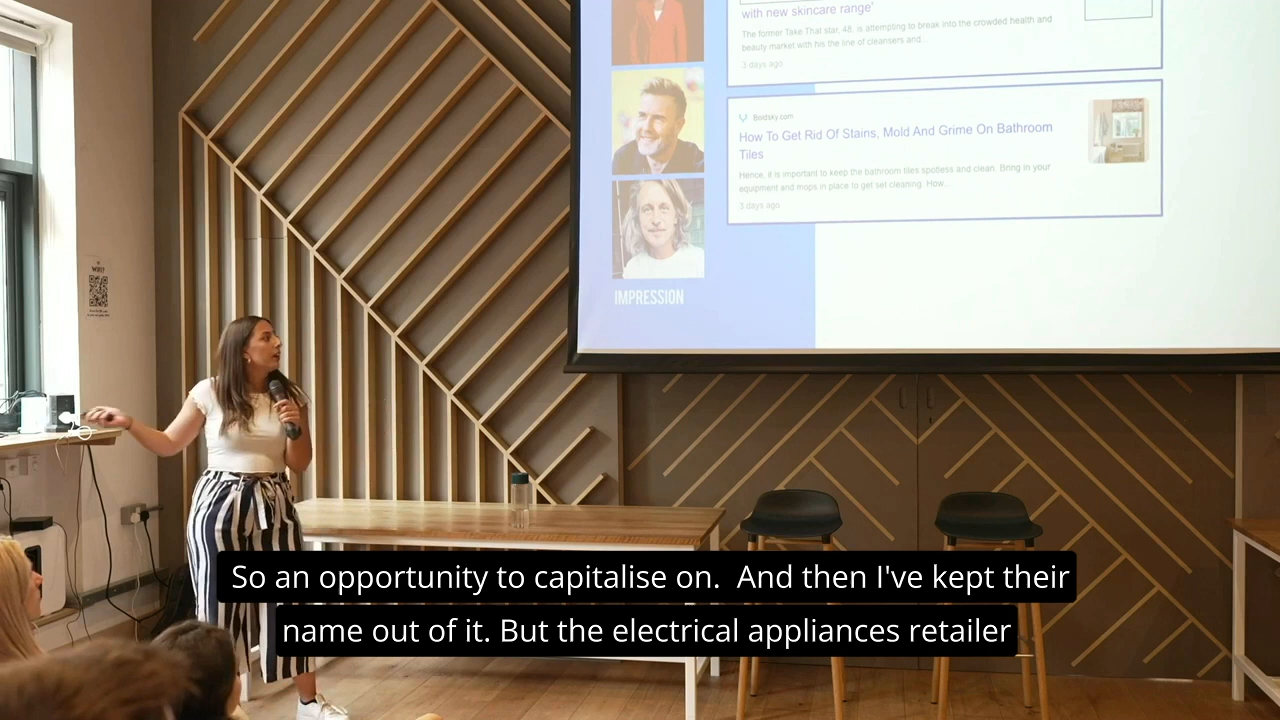 with new skincare range'
The former Take That star, 48, is attempting to break into the crowded health and
beauty market with his the line of cleansers and...
3 days ago
Boldsky.com
How To Get Rid Of Stains, Mold And Grime On Bathroom
Tiles
Hence, it is important to keep the bathroom tiles spotless and clean. Bring in your
equipment and mops in place to get set cleaning. How...
3 days ago
IMPRESSION
WIFI?
So an opportunity to capitalise on.  And then I've kept their
name out of it. But the electrical appliances retailer